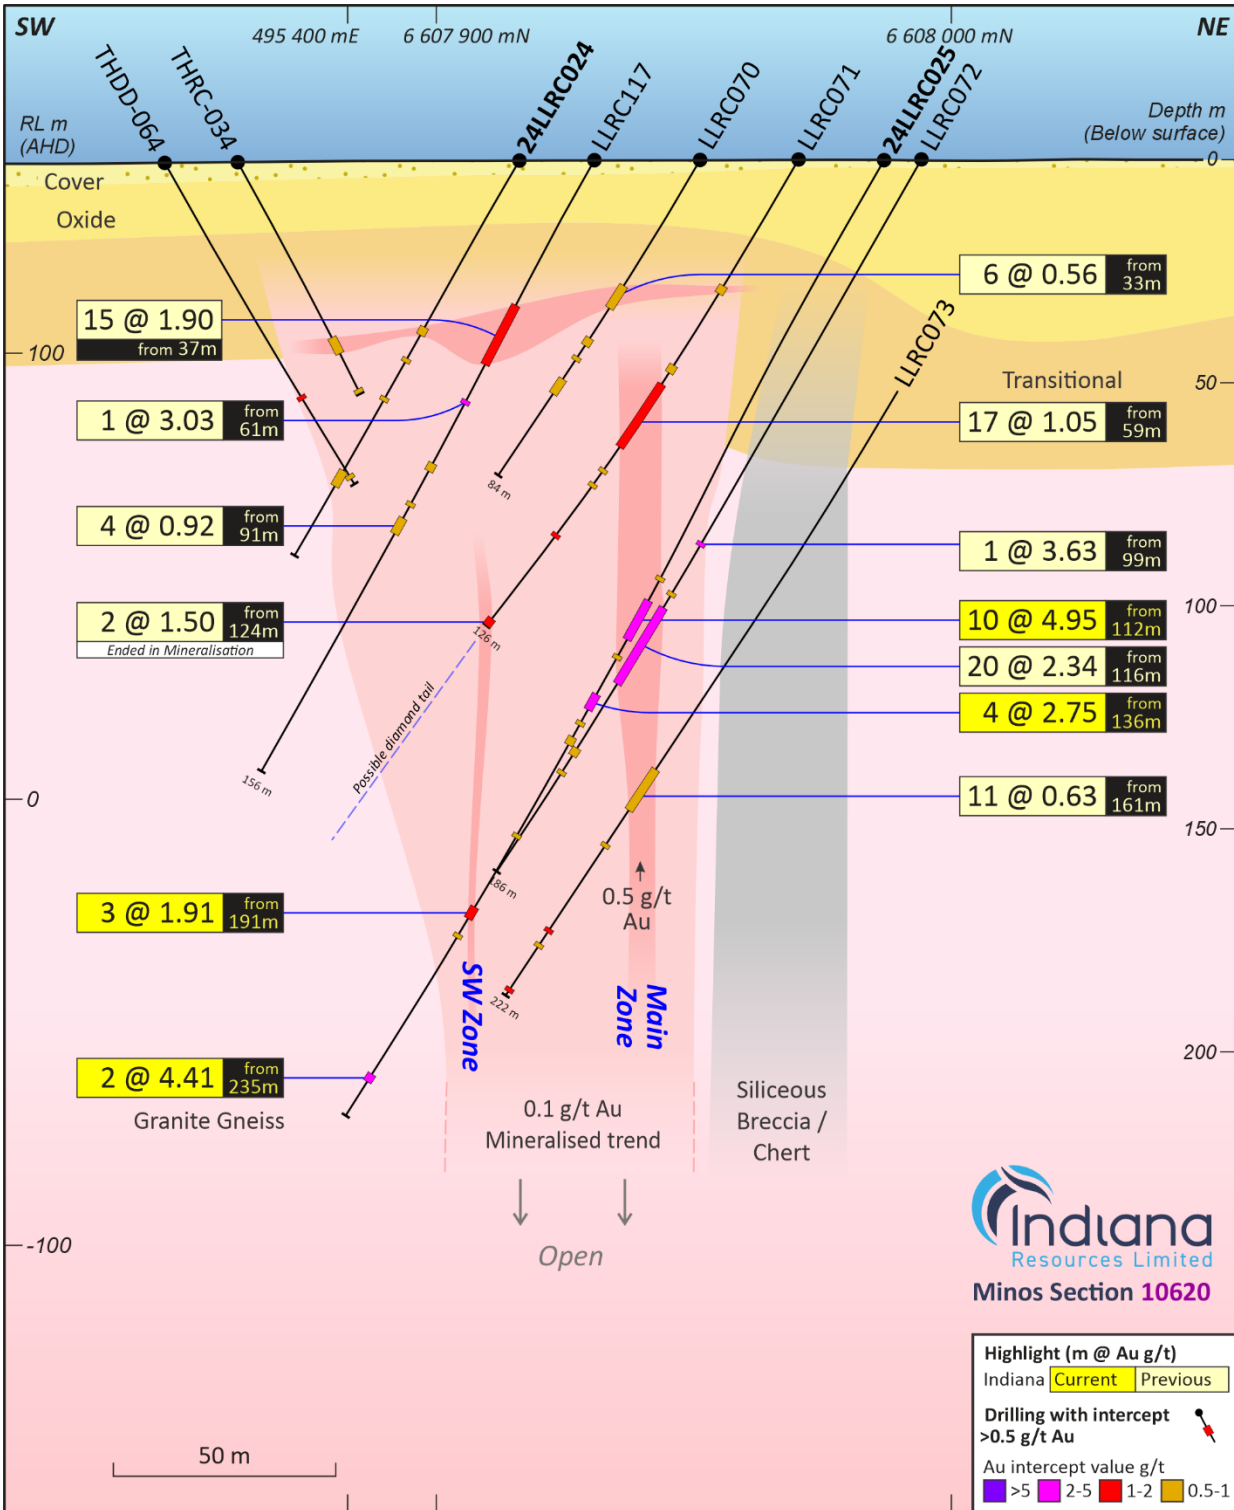 SW
NE
495 400 mE
6 607 900 mN
6 608 000 mN
THDD-064
THRC-034
24LLRC024
LLRC117
LLRC070
LLRC071
24LLRC025
LLRC072
RL m
(AHD)
Depth m
(Below surface)
0
Cover
Oxide
6 @ 0.56 from 33m
15 @ 1.90
from 37m
LLRC073
100
Transitional
50
1 @ 3.03 from 61m
17 @ 1.05 from 59m
84 m
4 @ 0.92 from 91m
1 @ 3.63 from 99m
100
2 @ 1.50 from 124m
Ended in Mineralisation
126 m
10 @ 4.95 from 112m
20 @ 2.34 from 116m
4 @ 2.75 from 136m
Possible diamond tail
156 m
0
11 @ 0.63 from 161m
150
186 m
0.5 g/t
Au
3 @ 1.91 from 191m
SW Zone
Main
Zone
222 m
200
2 @ 4.41 from 235m
Granite Gneiss
0.1 g/t Au
Mineralised trend
Siliceous
Breccia /
Chert
-100
Open
Indiana
Resources Limited
Minos Section 10620
50 m
Highlight (m @ Au g/t)
Indiana Current Previous
Drilling with intercept
>0.5 g/t Au
Au intercept value g/t
>5 2-5 1-2 0.5-1